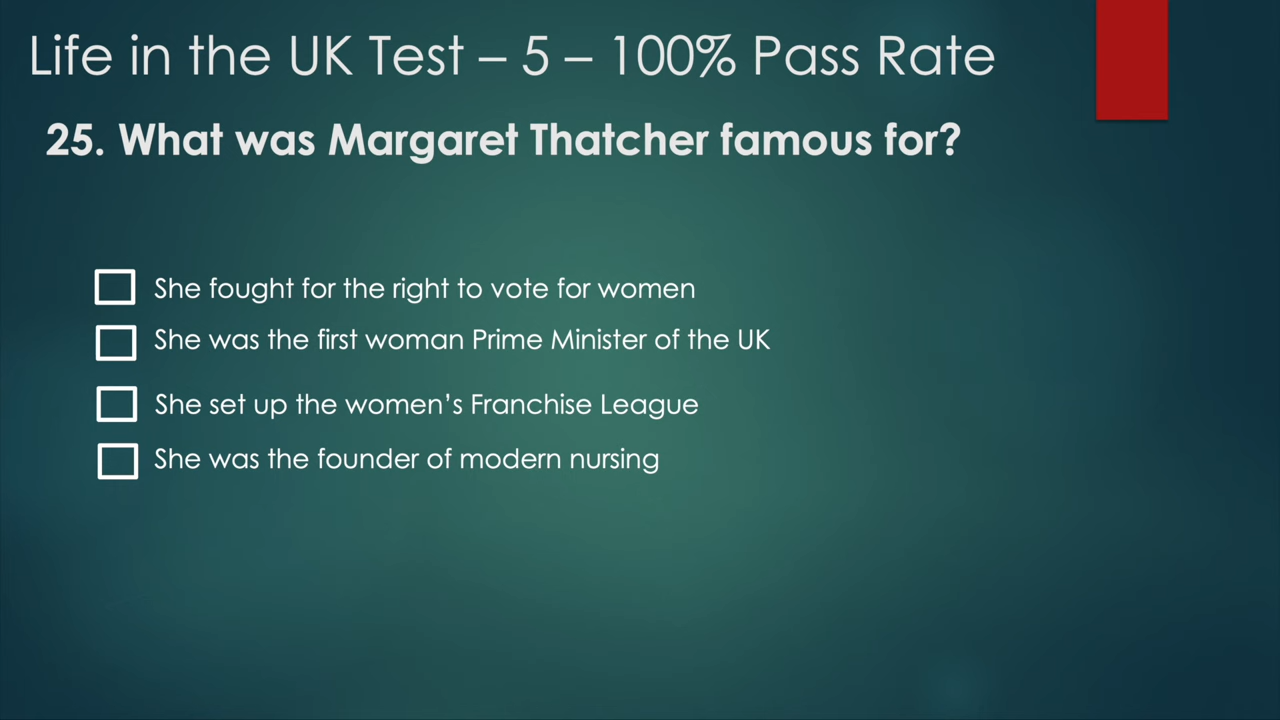 Life in the UK Test – 5 – 100% Pass Rate
25. What was Margaret Thatcher famous for?
She fought for the right to vote for women
She was the first woman Prime Minister of the UK
She set up the women’s Franchise League
She was the founder of modern nursing